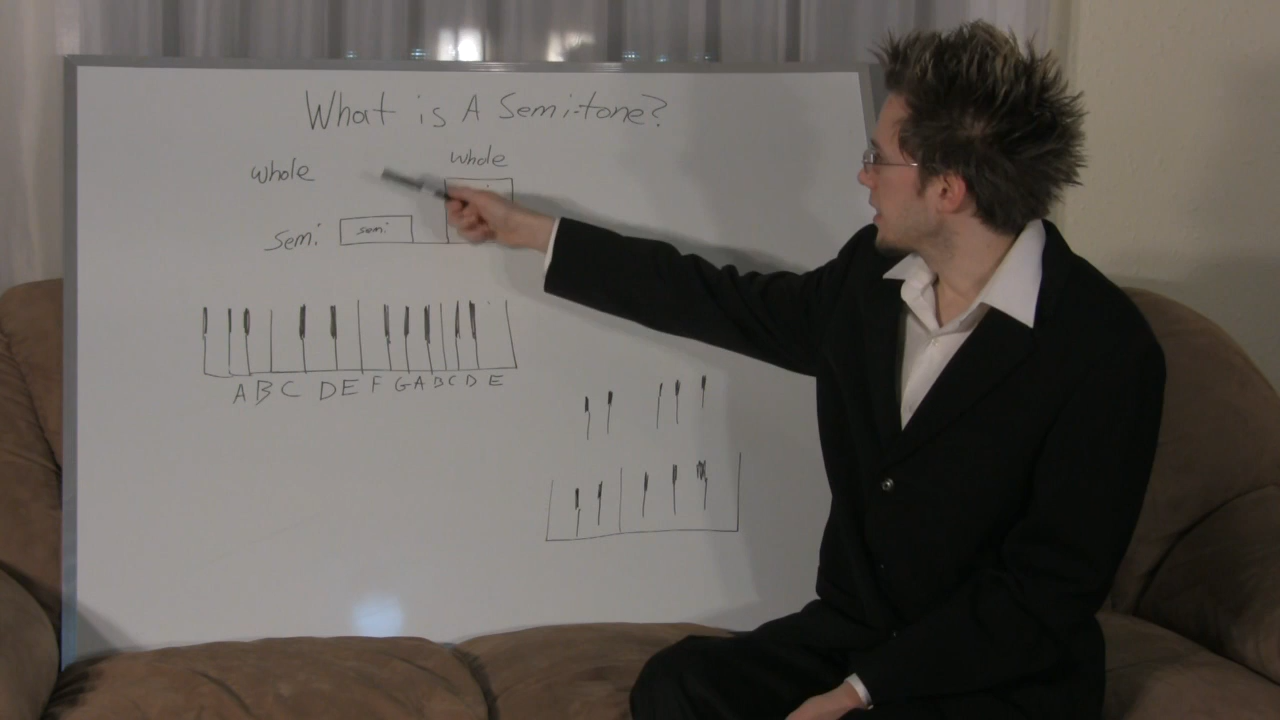 What is A Semi-tone?
whole
whole
Semi
semi
A B C D E F G A B C D E